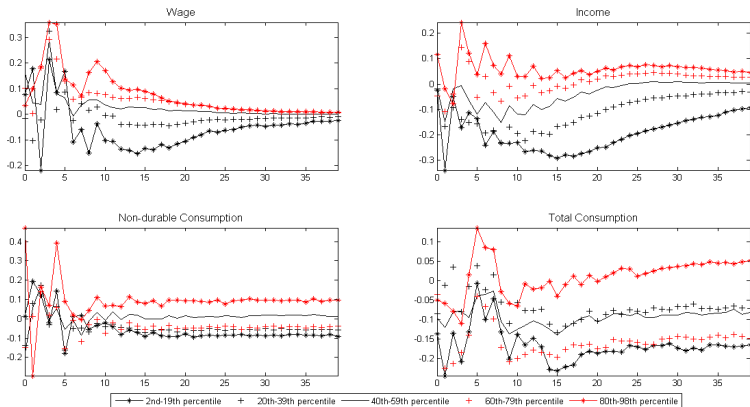 Wage
0.3
0.2
0.1
0
-0.1
-0.2
0 5 10 15 20 25 30 35
Income
0.2
0.1
0
-0.1
-0.2
-0.3
0 5 10 15 20 25 30 35
Non-durable Consumption
0.4
0.3
0.2
0.1
0
-0.1
-0.2
0 5 10 15 20 25 30 35
Total Consumption
0.1
0.05
0
-0.05
-0.1
-0.15
-0.2
0 5 10 15 20 25 30 35
2nd-19th percentile 20th-39th percentile 40th-59th percentile 60th-79th percentile 80th-98th percentile